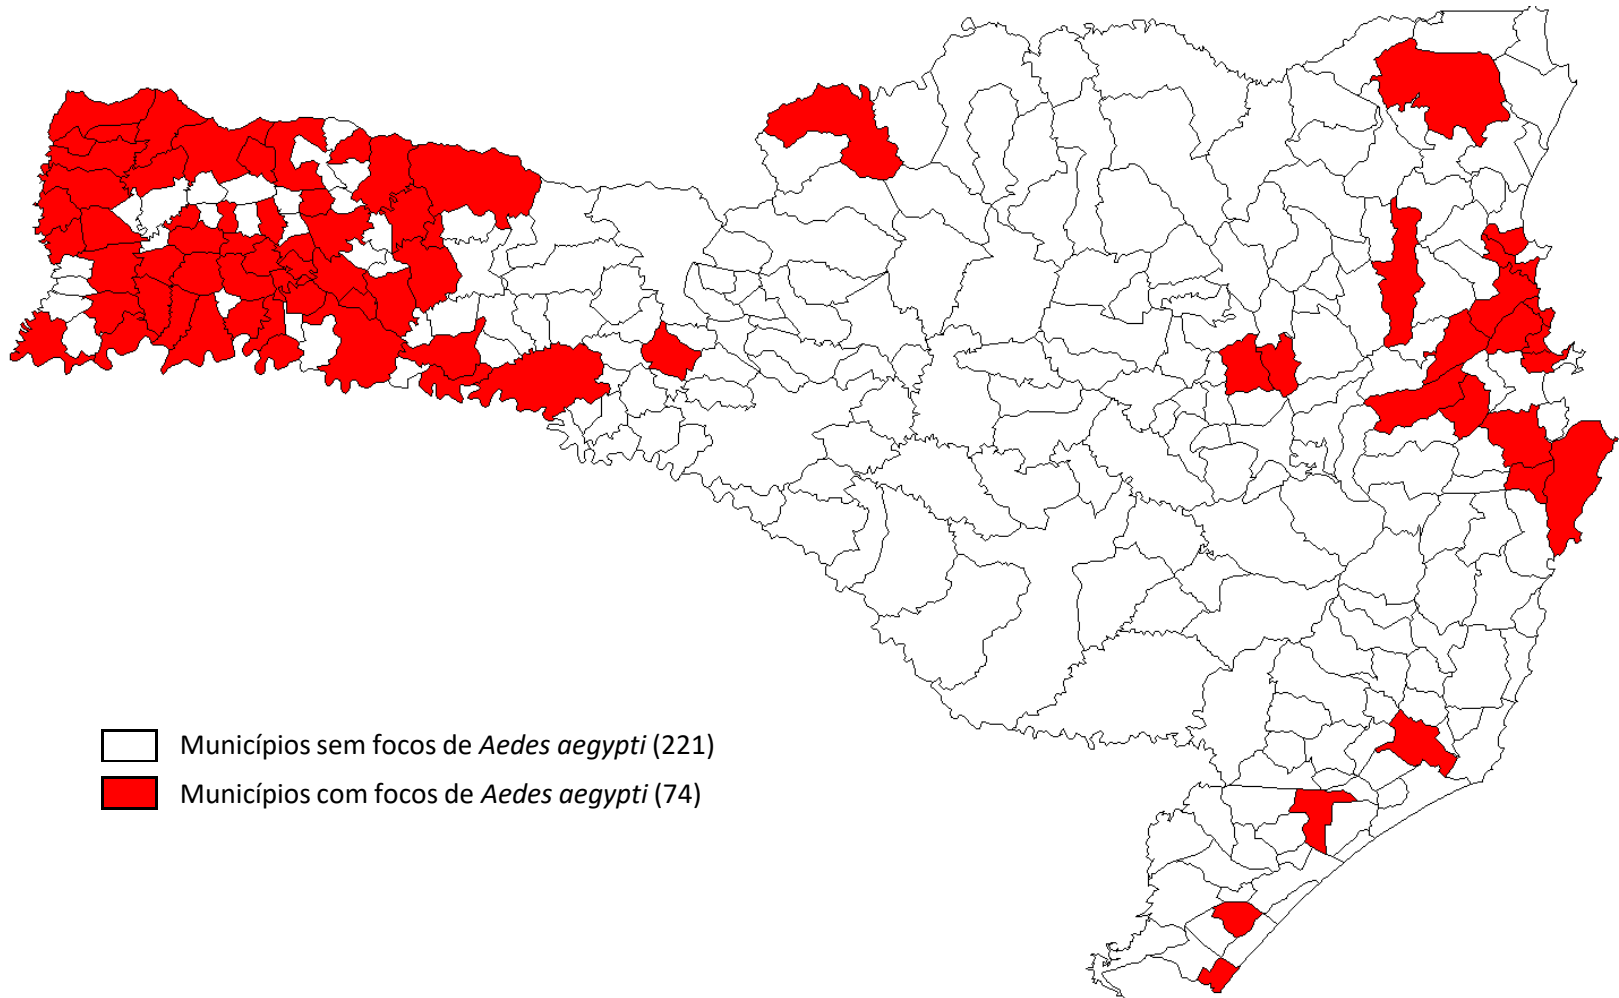 Municípios sem focos de Aedes aegypti (221)
Municípios com focos de Aedes aegypti (74)